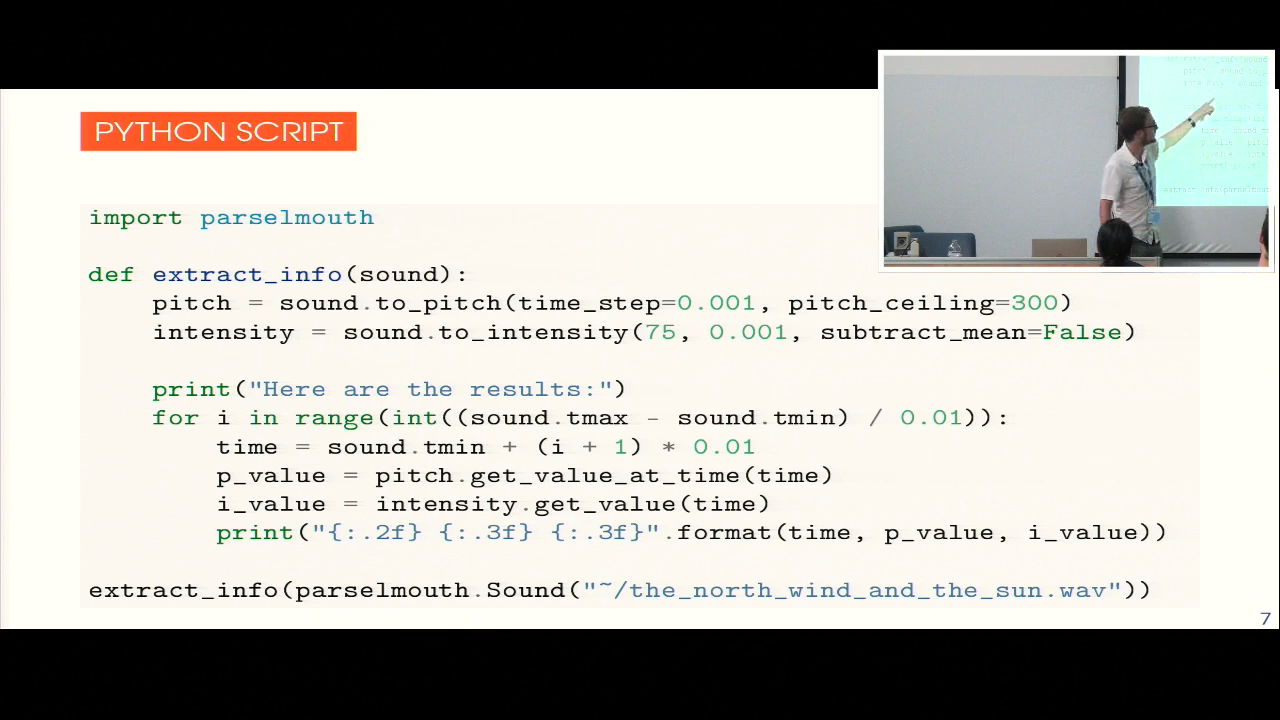 PYTHON SCRIPT
import parselmouth
def extract_info(sound):
pitch = sound.to_pitch(time_step=0.001, pitch_ceiling=300)
intensity = sound.to_intensity(75, 0.001, subtract_mean=False)
print("Here are the results:")
for i in range(int((sound.tmax - sound.tmin) / 0.01)):
time = sound.tmin + (i + 1) * 0.01
p_value = pitch.get_value_at_time(time)
i_value = intensity.get_value(time)
print("{:.2f} {:.3f} {:.3f}".format(time, p_value, i_value))
extract_info(parselmouth.Sound("~/the_north_wind_and_the_sun.wav"))
7